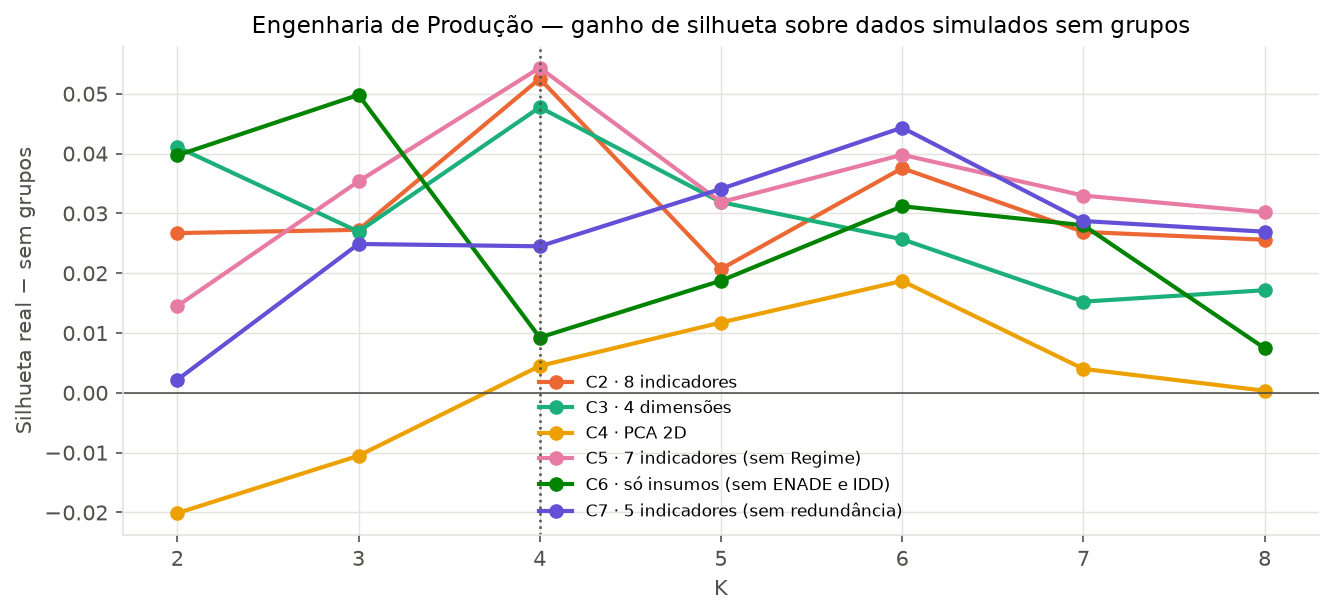 Engenharia de Produção — ganho de silhueta sobre dados simulados sem grupos
Silhueta real − sem grupos
0.05
0.04
0.03
0.02
0.01
0.00
−0.01
−0.02
C2 · 8 indicadores
C3 · 4 dimensões
C4 · PCA 2D
C5 · 7 indicadores (sem Regime)
C6 · só insumos (sem ENADE e IDD)
C7 · 5 indicadores (sem redundância)
2 3 4 5 6 7 8
K